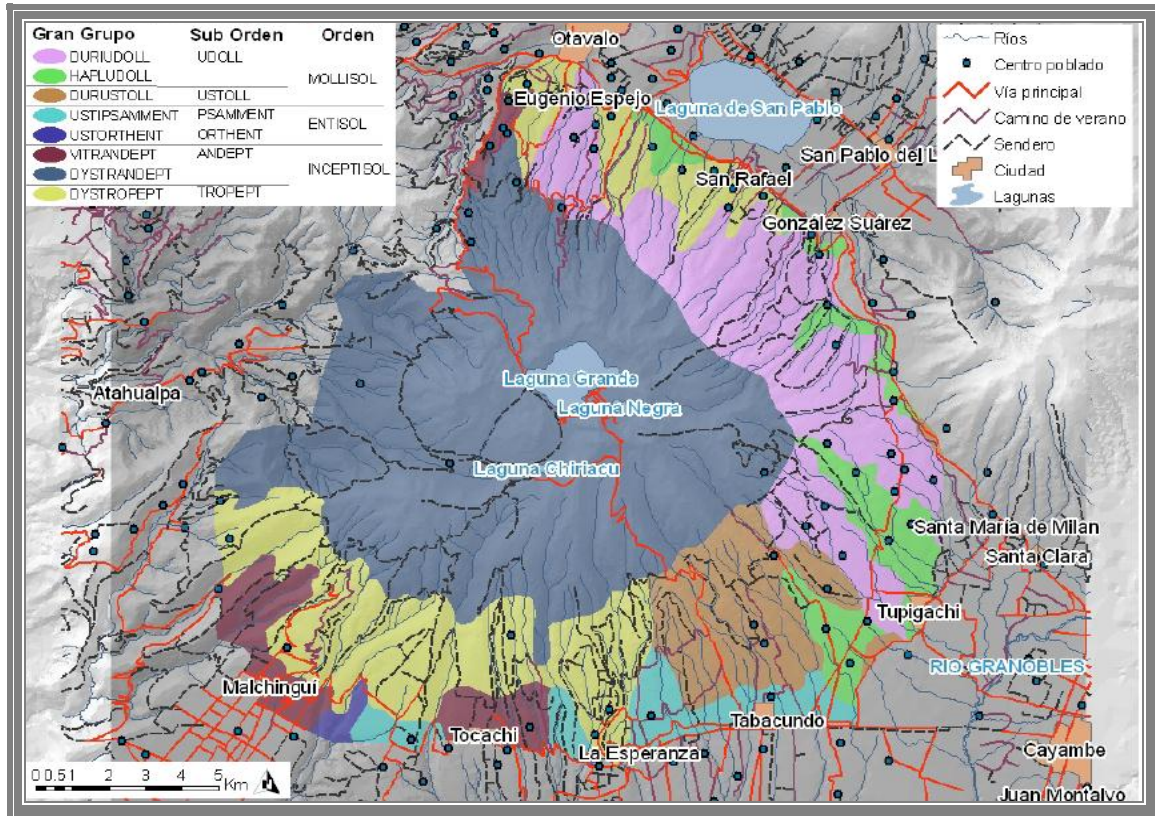 Gran Grupo Sub Orden Orden
DURIUDOLL UDOLL
HAPLUDOLL
MOLLISOL
DURUSTOLL USTOLL
USTIPSAMMENT PSAMMENT
ENTISOL
USTORTHENT ORTHENT
VITRANDEPT ANDEPT
INCEPTISOL
DYSTRANDEPT
DYSTROPEPT TROPEPT
Ríos
Centro poblado
Vía principal
Camino de verano
Sendero
Ciudad
Lagunas
Otavalo
Eugenio Espejo
Laguna de San Pablo
San Pablo del L
San Rafael
González Suárez
Atahualpa
Laguna Grande
Laguna Negra
Laguna Chiriacu
Santa María de Milan
Santa Clara
Tupigachi
RIO GRANOBLES
Malchinguí
Tabacundo
Tocachi
La Esperanza
Cayambe
Juan Montalvo
0 0.5 1 2 3 4 5 Km